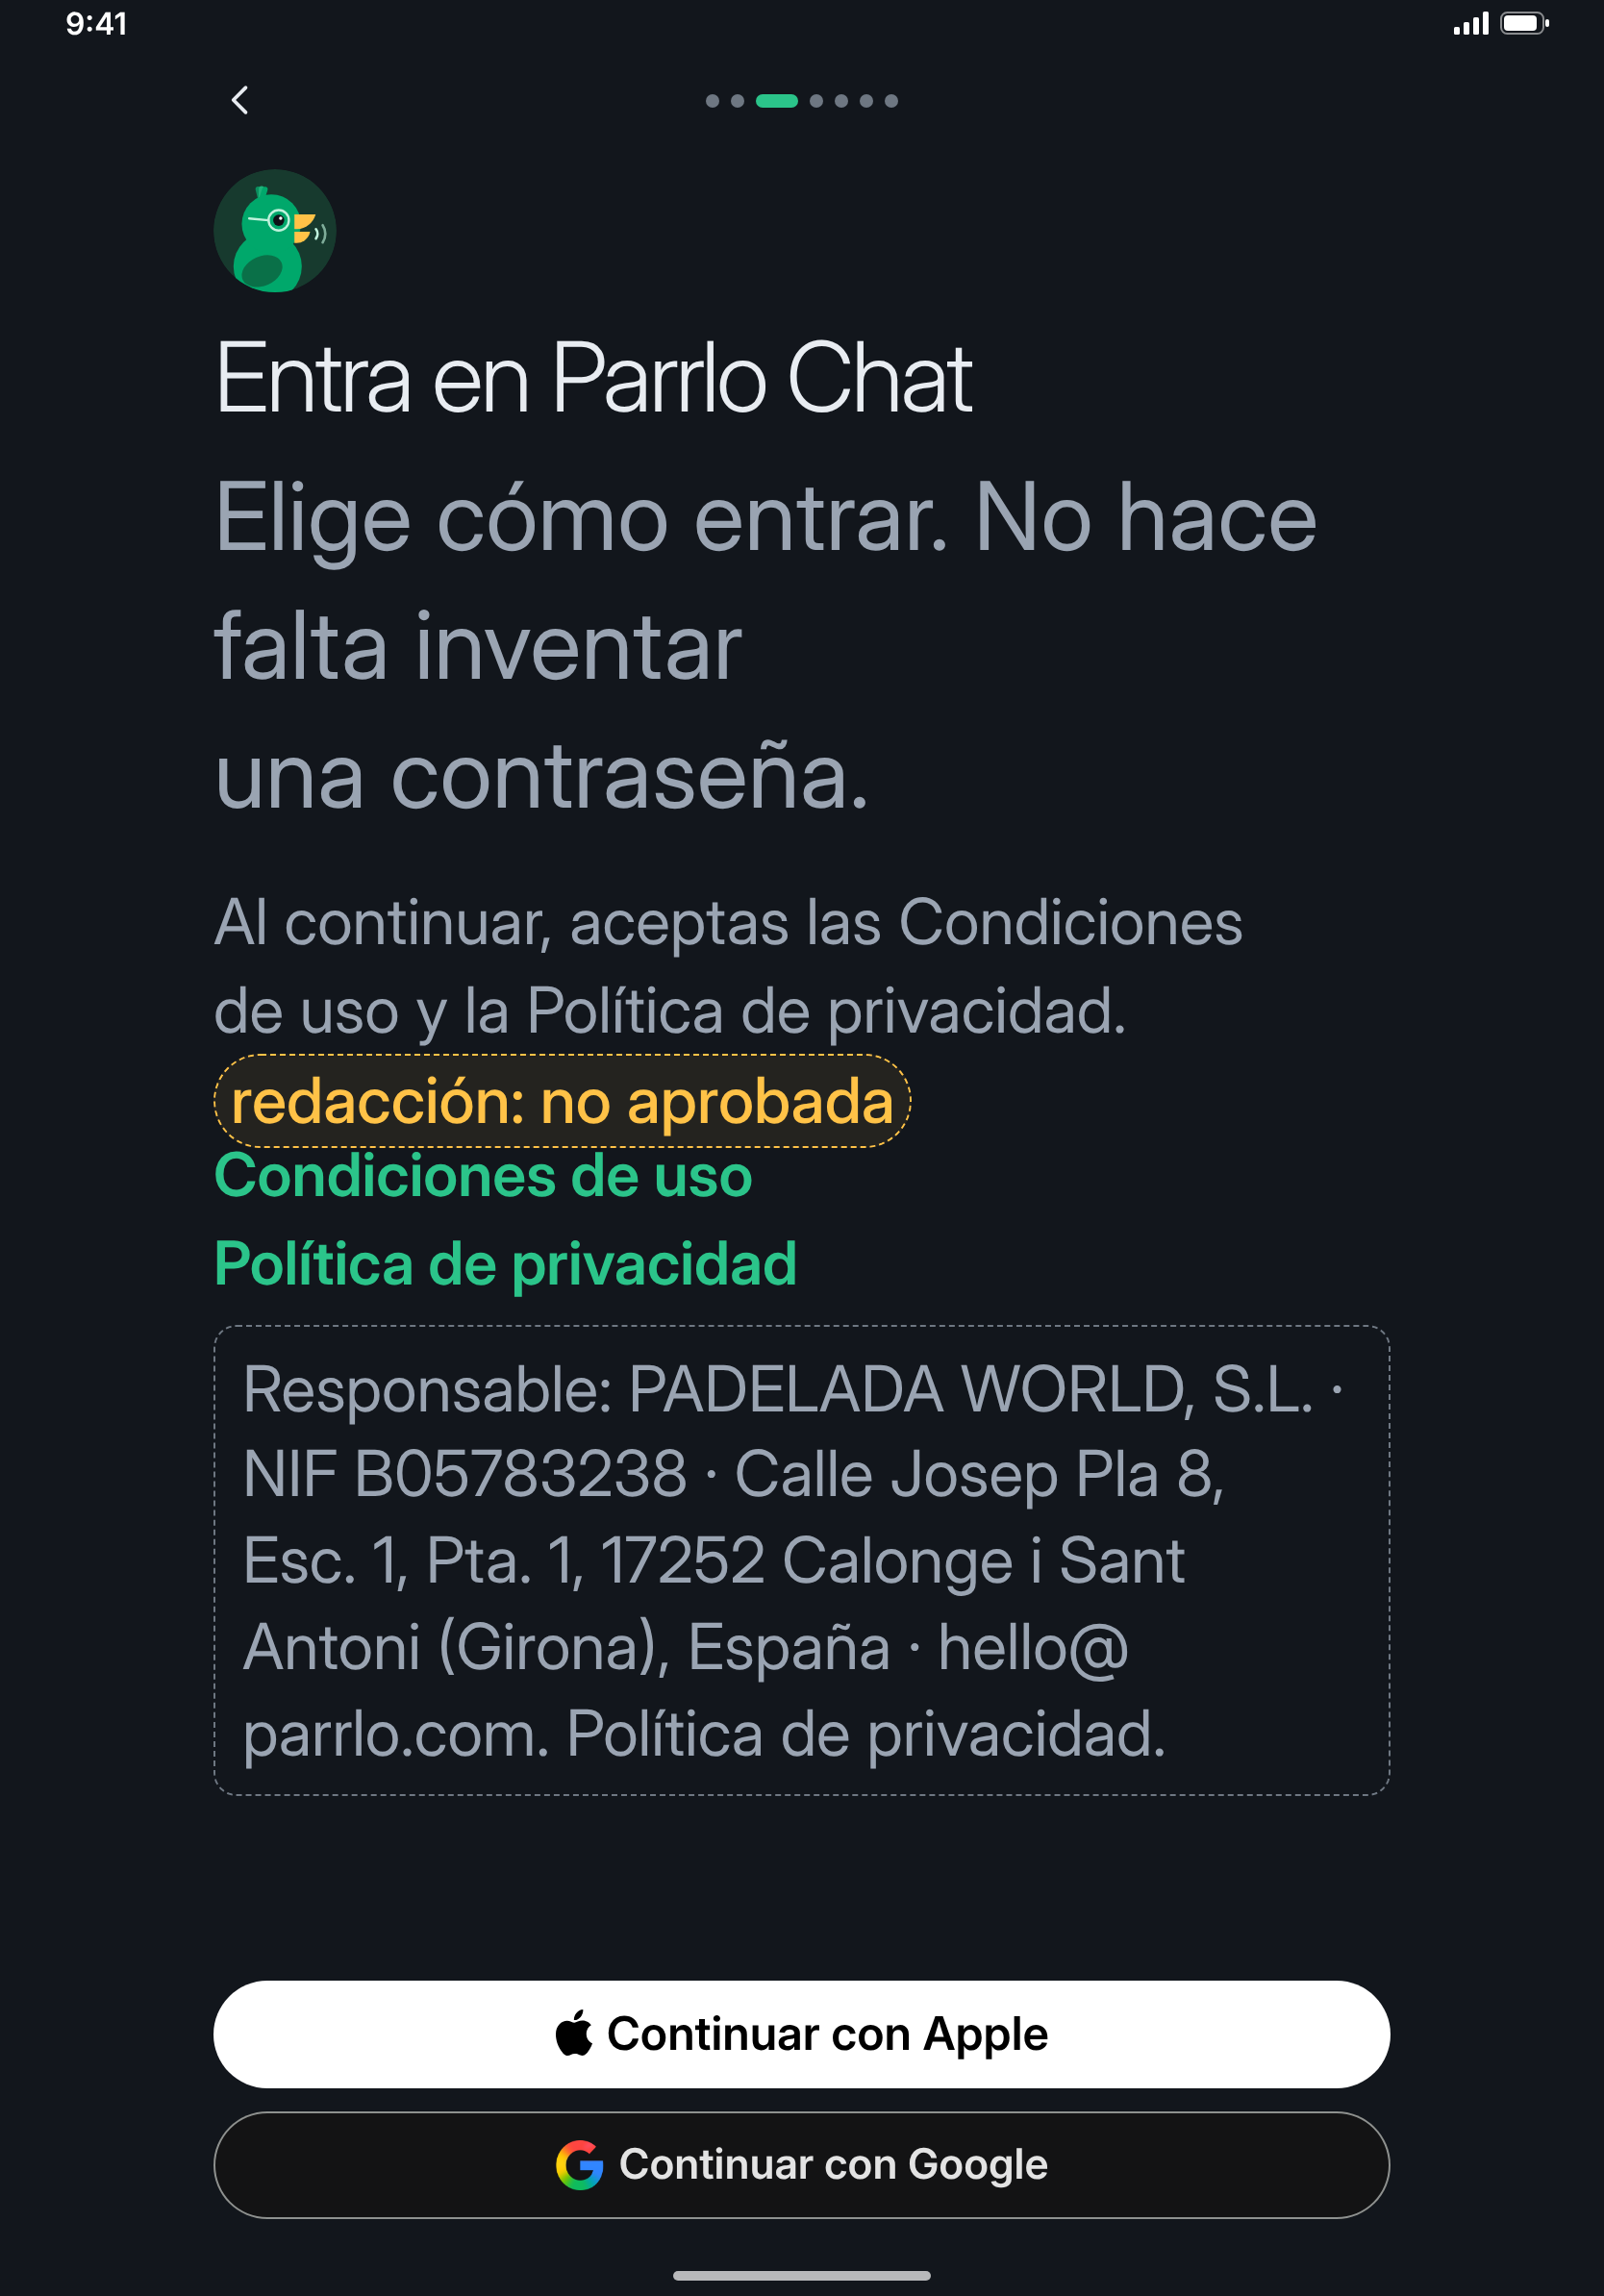 9:41
Entra en Parrlo Chat
Elige cómo entrar. No hace
falta inventar
una contraseña.
Al continuar, aceptas las Condiciones
de uso y la Política de privacidad.
redacción: no aprobada
Condiciones de uso
Política de privacidad
Responsable: PADELADA WORLD, S.L. ·
NIF B05783238 · Calle Josep Pla 8,
Esc. 1, Pta. 1, 17252 Calonge i Sant
Antoni (Girona), España · hello@
parrlo.com. Política de privacidad.
Continuar con Apple
Continuar con Google